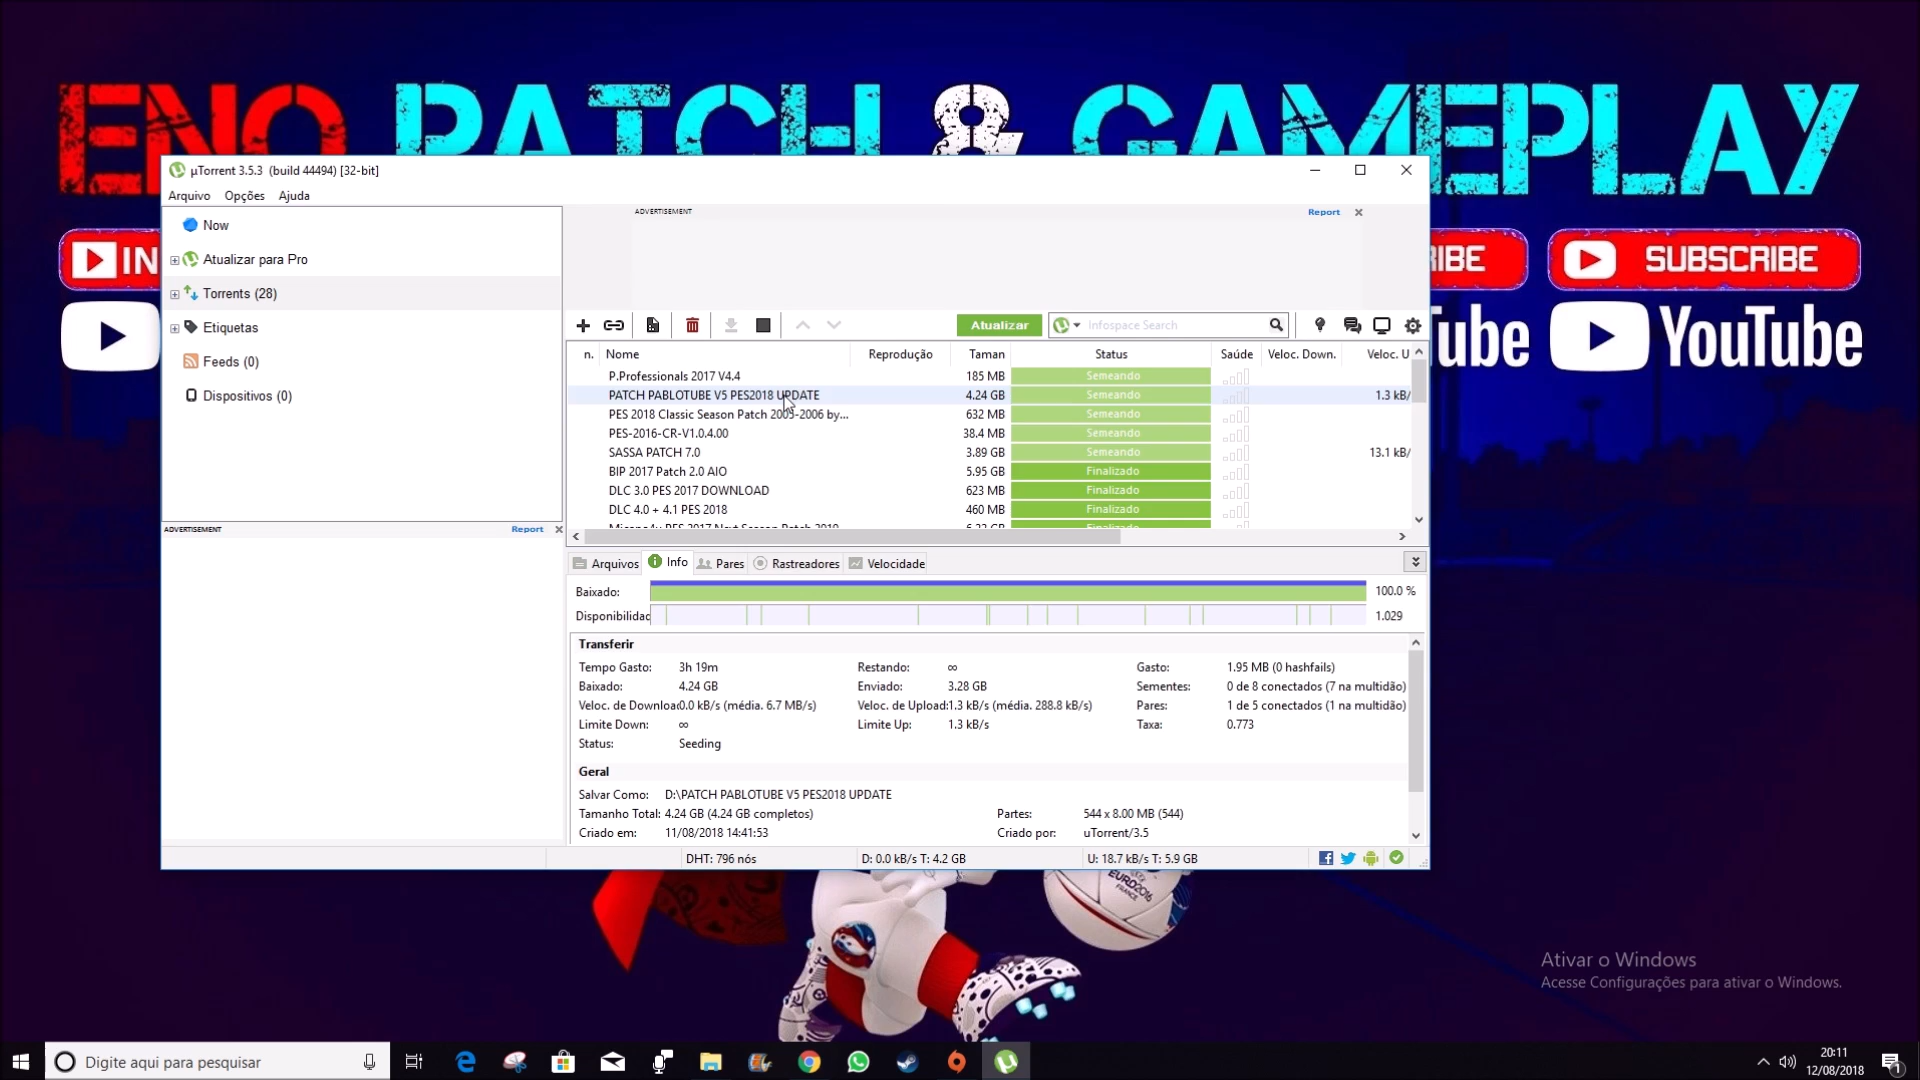 ENO PATCH & GAMEPLAY
SUBSCRIBE
YouTube
µTorrent 3.5.3 (build 44494) [32-bit]
Arquivo Opções Ajuda
Now
Atualizar para Pro
Torrents (28)
Etiquetas
Feeds (0)
Dispositivos (0)
ADVERTISEMENT Report
ADVERTISEMENT Report
Atualizar Infospace Search
n. Nome Reprodução Taman Status Saúde Veloc. Down. Veloc. U
P.Professionals 2017 V4.4 185 MB Semeando
PATCH PABLOTUBE V5 PES2018 UPDATE 4.24 GB Semeando 1.3 kB/
PES 2018 Classic Season Patch 2005-2006 by... 632 MB Semeando
PES-2016-CR-V1.0.4.00 38.4 MB Semeando
SASSA PATCH 7.0 3.89 GB Semeando 13.1 kB/
BIP 2017 Patch 2.0 AIO 5.95 GB Finalizado
DLC 3.0 PES 2017 DOWNLOAD 623 MB Finalizado
DLC 4.0 + 4.1 PES 2018 460 MB Finalizado
Arquivos Info Pares Rastreadores Velocidade
Baixado: 100.0 %
Disponibilidad 1.029
Transferir
Tempo Gasto: 3h 19m Restando: ∞ Gasto: 1.95 MB (0 hashfails)
Baixado: 4.24 GB Enviado: 3.28 GB Sementes: 0 de 8 conectados (7 na multidão)
Veloc. de Downloac 0.0 kB/s (média. 6.7 MB/s) Veloc. de Upload: 1.3 kB/s (média. 288.8 kB/s) Pares: 1 de 5 conectados (1 na multidão)
Limite Down: ∞ Limite Up: 1.3 kB/s Taxa: 0.773
Status: Seeding
Geral
Salvar Como: D:\PATCH PABLOTUBE V5 PES2018 UPDATE
Tamanho Total: 4.24 GB (4.24 GB completos) Partes: 544 x 8.00 MB (544)
Criado em: 11/08/2018 14:41:53 Criado por: uTorrent/3.5
DHT: 796 nós D: 0.0 kB/s T: 4.2 GB U: 18.7 kB/s T: 5.9 GB
EURO2016
FRANCE
Ativar o Windows
Acesse Configurações para ativar o Windows.
Digite aqui para pesquisar
20:11
12/08/2018
1